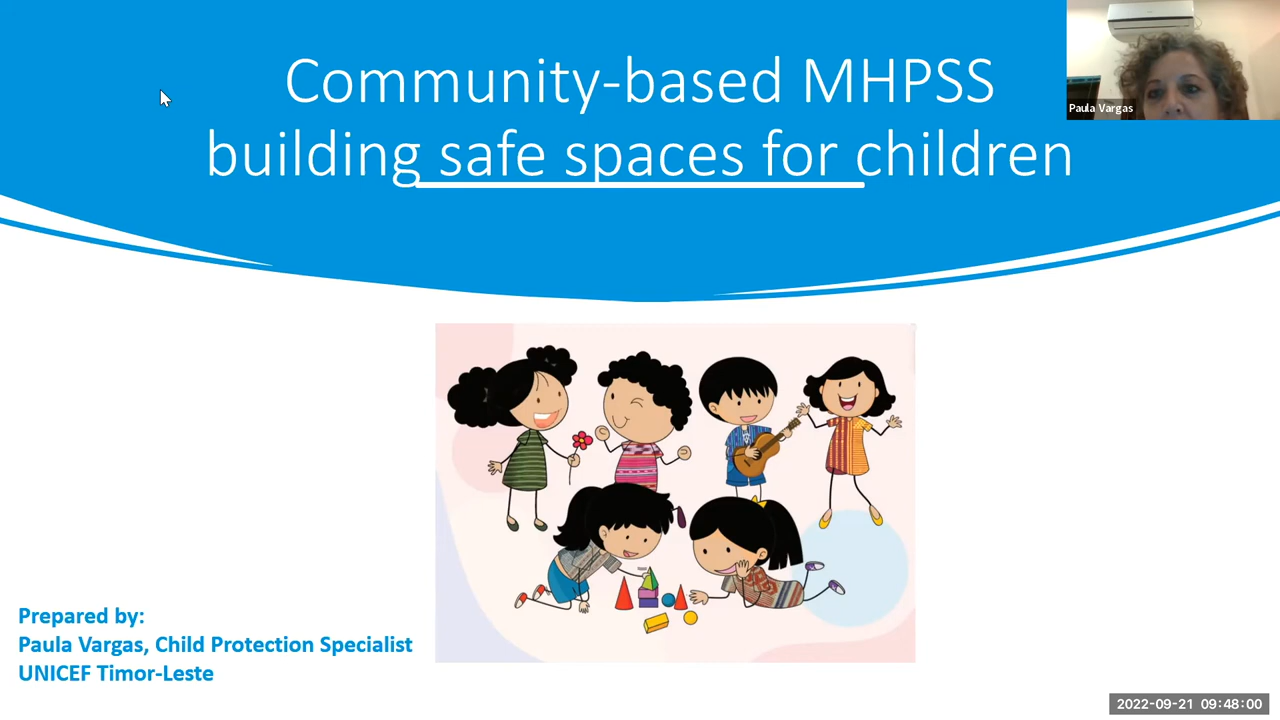 Community-based MHPSS
building safe spaces for children
Paula Vargas
Prepared by:
Paula Vargas, Child Protection Specialist
UNICEF Timor-Leste
2022-09-21 09:48:00